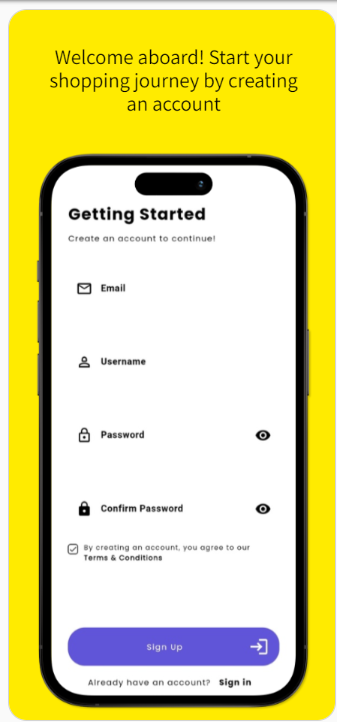 Welcome aboard! Start your
shopping journey by creating
an account
Getting Started
Create an account to continue!
Email
Username
Password
Confirm Password
By creating an account, you agree to our
Terms & Conditions
Sign Up
Already have an account? Sign in